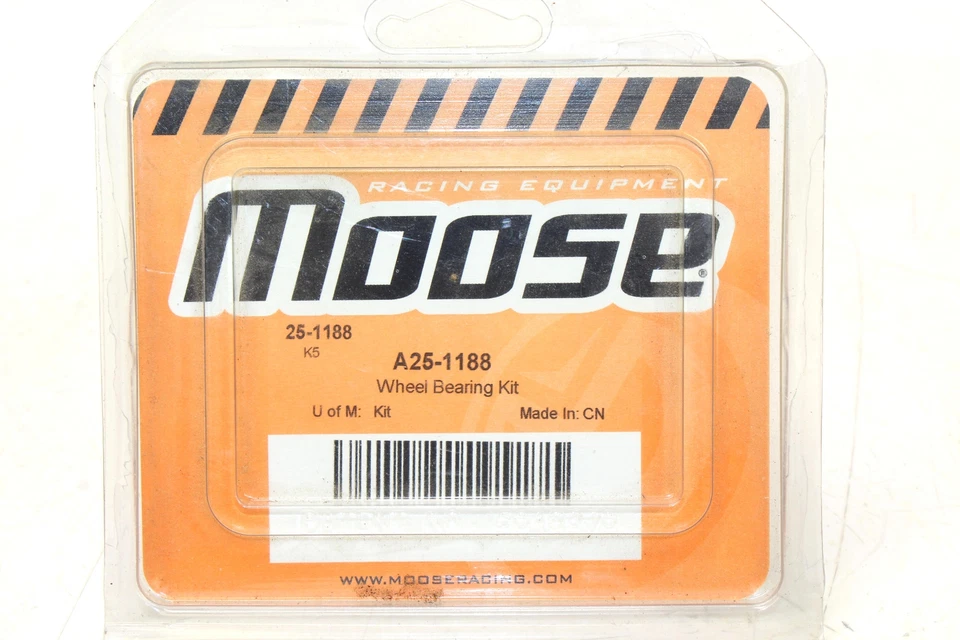 RACING EQUIPMENT
MOOSE®
25-1188
K5
A25-1188
Wheel Bearing Kit
U of M: Kit
Made In: CN
WWW.MOOSERACING.COM